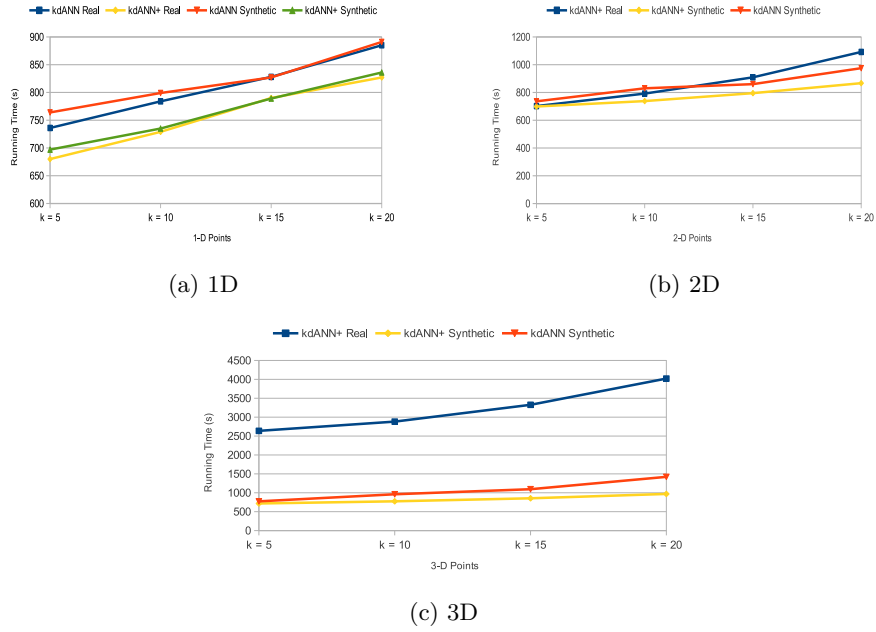 kdANN Real kdANN+ Real kdANN Synthetic kdANN+ Synthetic
Running Time (s)
900
850
800
750
700
650
600
k = 5 k = 10 k = 15 k = 20
1-D Points
(a) 1D
kdANN+ Real kdANN+ Synthetic kdANN Synthetic
Running Time (s)
1200
1000
800
600
400
200
0
k = 5 k = 10 k = 15 k = 20
2-D Points
(b) 2D
kdANN+ Real kdANN+ Synthetic kdANN Synthetic
Running Time (s)
4500
4000
3500
3000
2500
2000
1500
1000
500
0
k = 5 k = 10 k = 15 k = 20
3-D Points
(c) 3D